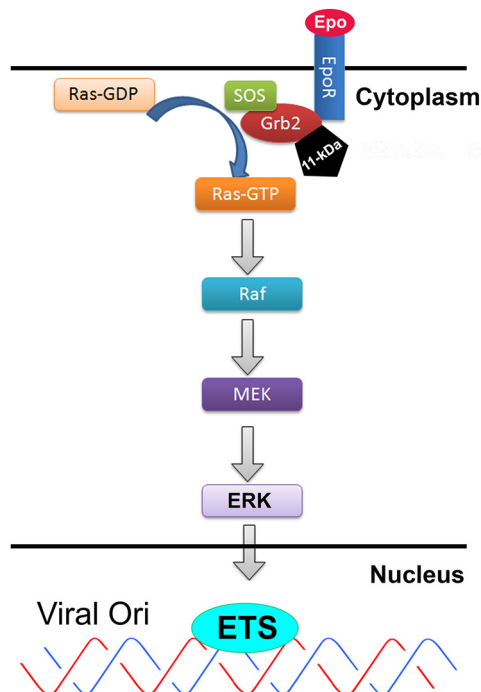 Epo
EpoR
Ras-GDP
SOS
Cytoplasm
Grb2
11-kDa
Ras-GTP
Raf
MEK
ERK
Nucleus
Viral Ori
ETS